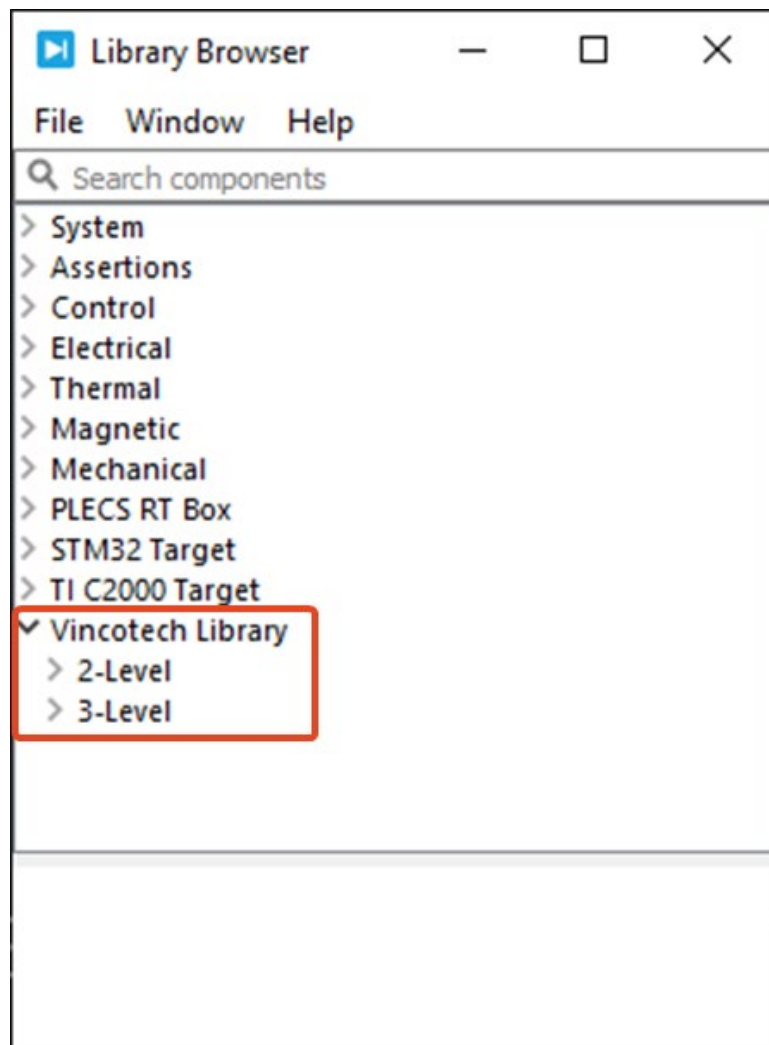 Library Browser
File Window Help
Search components
System
Assertions
Control
Electrical
Thermal
Magnetic
Mechanical
PLECS RT Box
STM32 Target
TI C2000 Target
Vincotech Library
2-Level
3-Level